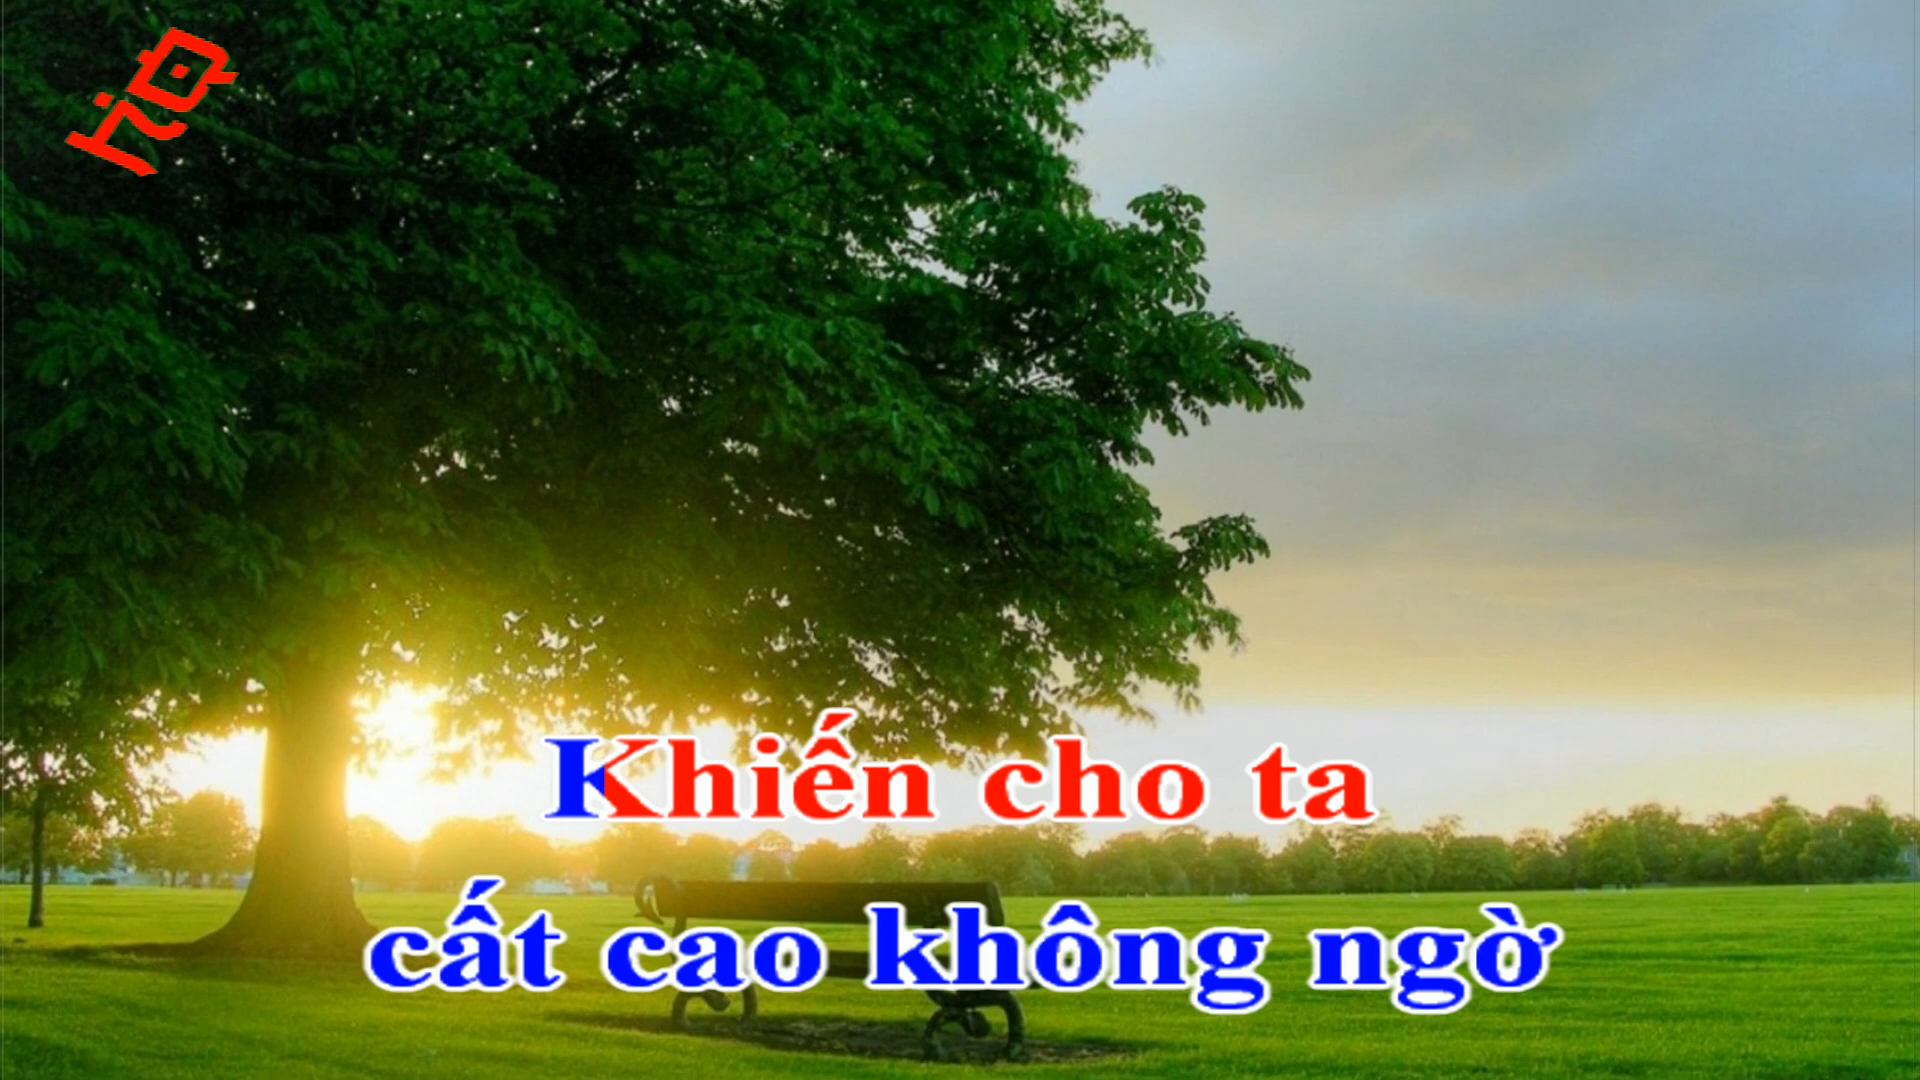 Khiến cho ta
cất cao không ngờ